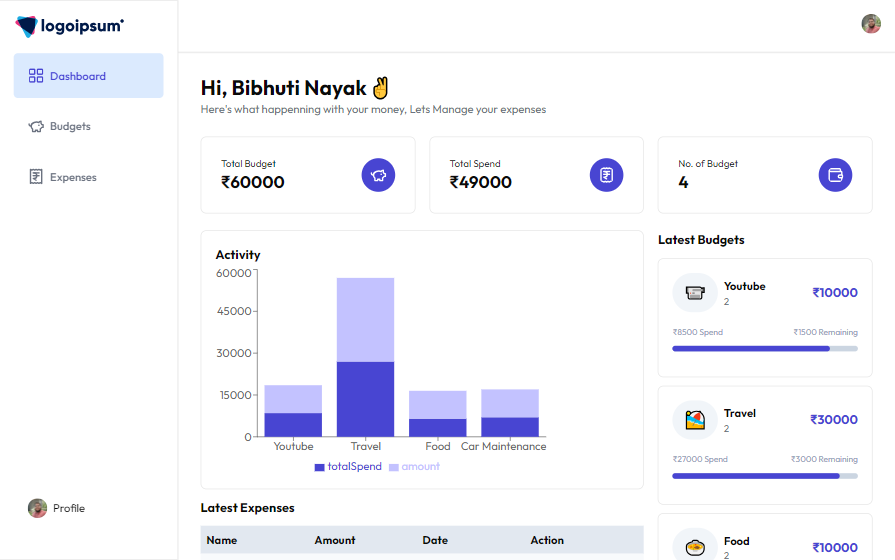 logoipsum
Dashboard
Budgets
Expenses
Profile
Hi, Bibhuti Nayak ✌️
Here's what happenning with your money, Lets Manage your expenses
Total Budget
₹60000
Total Spend
₹49000
No. of Budget
4
Activity
60000
45000
30000
15000
0
Youtube Travel Food Car Maintenance
totalSpend amount
Latest Expenses
Name Amount Date Action
Latest Budgets
Youtube
2
₹10000
₹8500 Spend ₹1500 Remaining
Travel
2
₹30000
₹27000 Spend ₹3000 Remaining
Food
2
₹10000